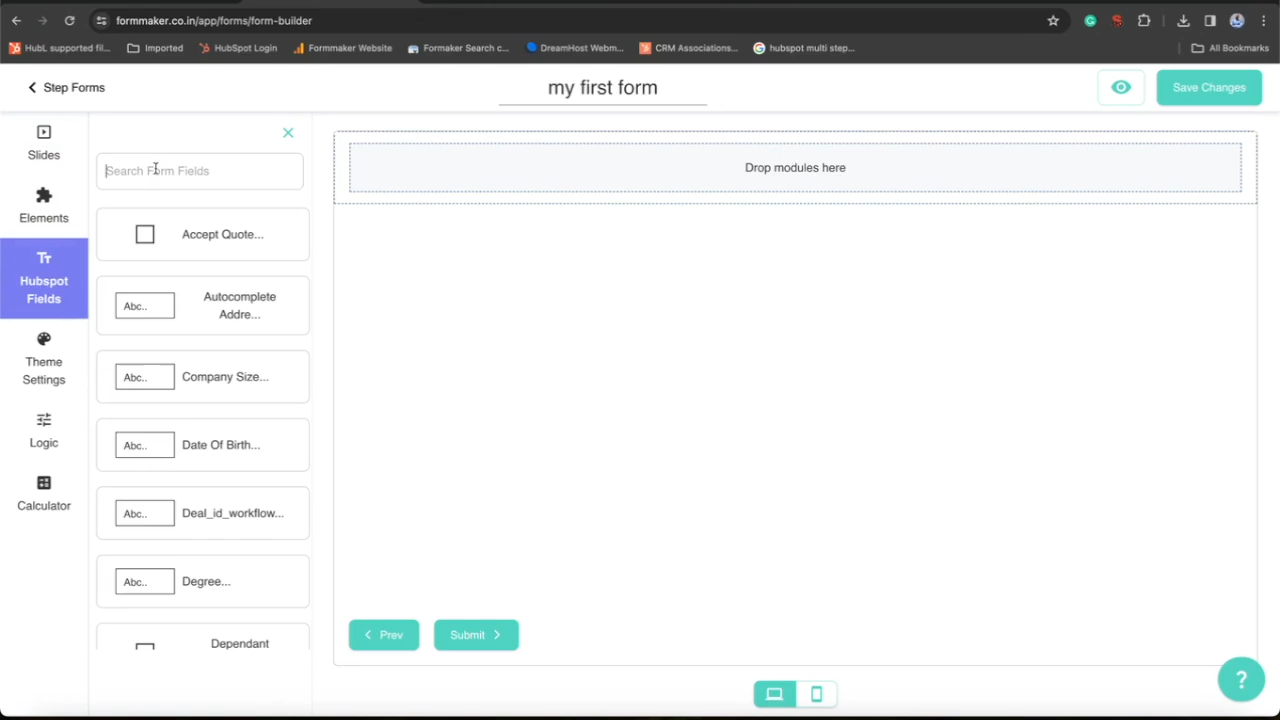 formmaker.co.in/app/forms/form-builder
HubL supported fil...
Imported
HubSpot Login
Formmaker Website
Formaker Search c...
DreamHost Webm...
CRM Associations...
hubspot multi step...
All Bookmarks
Step Forms
my first form
Save Changes
Slides
Elements
Hubspot
Fields
Theme
Settings
Logic
Calculator
Search Form Fields
Accept Quote...
Abc..
Autocomplete
Addre...
Abc..
Company Size...
Abc..
Date Of Birth...
Abc..
Deal_id_workflow...
Abc..
Degree...
Dependant
Drop modules here
Prev
Submit
?